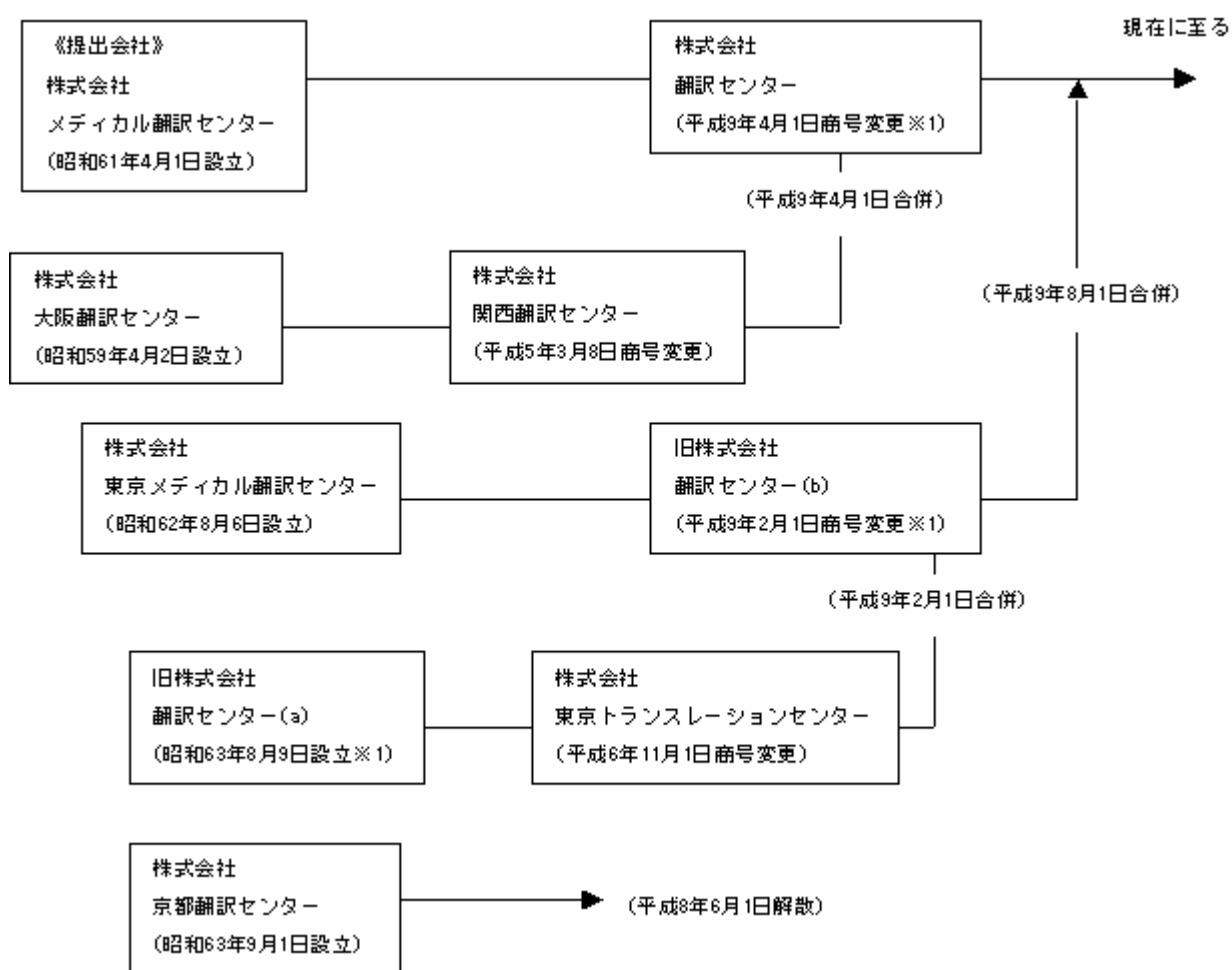 現在に至る
《提出会社》
株式会社
メディカル翻訳センター
(昭和61年4月1日設立)
株式会社
翻訳センター
(平成9年4月1日商号変更※1)
(平成9年4月1日合併)
株式会社
大阪翻訳センター
(昭和59年4月2日設立)
株式会社
関西翻訳センター
(平成5年3月8日商号変更)
(平成9年8月1日合併)
株式会社
東京メディカル翻訳センター
(昭和62年8月6日設立)
旧株式会社
翻訳センター(b)
(平成9年2月1日商号変更※1)
(平成9年2月1日合併)
旧株式会社
翻訳センター(a)
(昭和63年8月9日設立※1)
株式会社
東京トランスレーションセンター
(平成6年11月1日商号変更)
株式会社
京都翻訳センター
(昭和63年9月1日設立)
(平成8年6月1日解散)